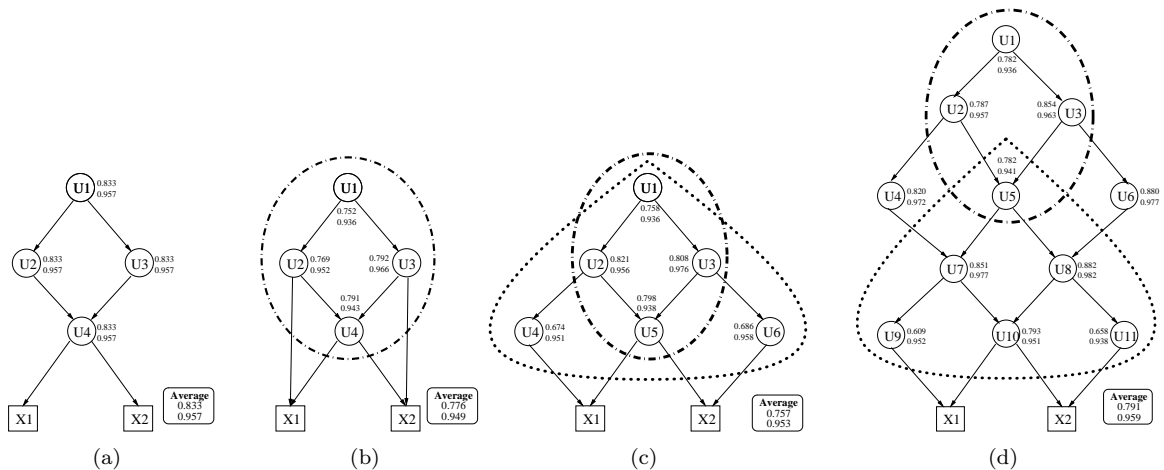 U1
0.833
0.957
U2
0.833
0.957
U3
0.833
0.957
U4
0.833
0.957
X1
X2
Average
0.833
0.957
(a)
U1
0.752
0.936
U2
0.769
0.952
0.792
0.966
U3
0.791
0.943
U4
X1
X2
Average
0.776
0.949
(b)
U1
0.758
0.936
U2
0.821
0.956
0.808
0.976
U3
0.798
0.938
U4
0.674
0.951
U5
0.686
0.958
U6
X1
X2
Average
0.757
0.953
(c)
U1
0.782
0.936
U2
0.787
0.957
0.854
0.963
U3
0.782
0.941
U4
0.820
0.972
U5
U6
0.880
0.977
U7
0.851
0.977
U8
0.882
0.982
U9
0.609
0.952
U10
0.793
0.951
0.658
0.938
U11
X1
X2
Average
0.791
0.959
(d)